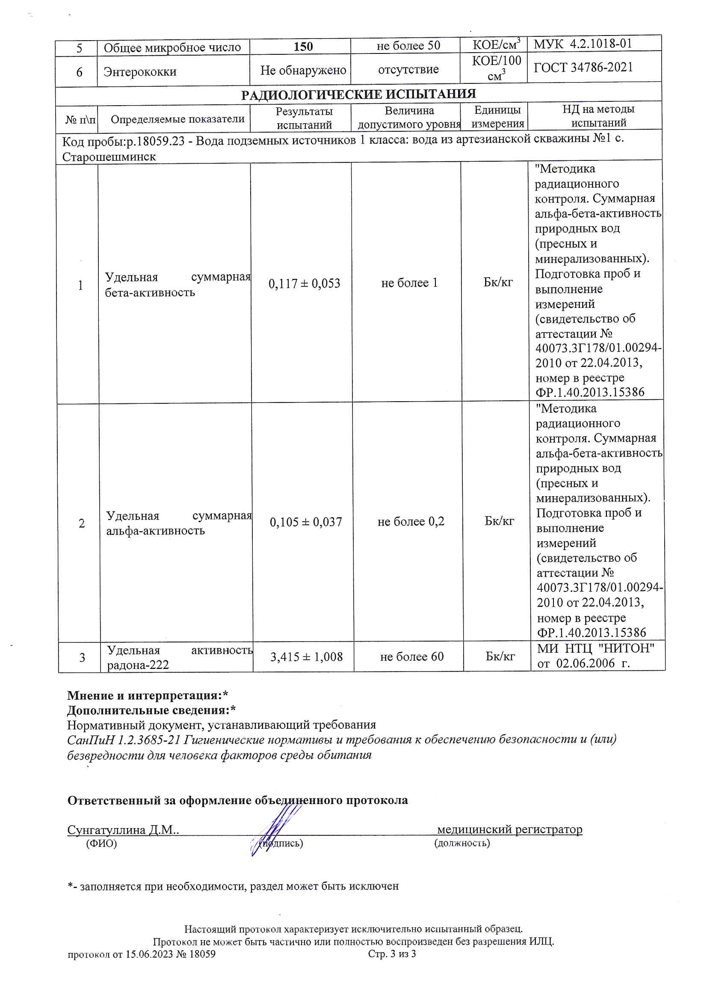 5 Общее микробное число 150 не более 50 КОЕ/см³ МУК 4.2.1018-01
6 Энтерококки Не обнаружено отсутствие КОЕ/100 см³ ГОСТ 34786-2021
РАДИОЛОГИЧЕСКИЕ ИСПЫТАНИЯ
№ п\п Определяемые показатели Результаты испытаний Величина допустимого уровня Единицы измерения НД на методы испытаний
Код пробы:р.18059.23 - Вода подземных источников 1 класса: вода из артезианской скважины №1 с.
Старошешминск
1 Удельная суммарная бета-активность 0,117 ± 0,053 не более 1 Бк/кг
"Методика
радиационного
контроля. Суммарная
альфа-бета-активность
природных вод
(пресных и
минерализованных).
Подготовка проб и
выполнение
измерений
(свидетельство об
аттестации №
40073.3Г178/01.00294-
2010 от 22.04.2013,
номер в реестре
ФР.1.40.2013.15386
2 Удельная суммарная альфа-активность 0,105 ± 0,037 не более 0,2 Бк/кг
"Методика
радиационного
контроля. Суммарная
альфа-бета-активность
природных вод
(пресных и
минерализованных).
Подготовка проб и
выполнение
измерений
(свидетельство об
аттестации №
40073.3Г178/01.00294-
2010 от 22.04.2013,
номер в реестре
ФР.1.40.2013.15386
3 Удельная активность радона-222 3,415 ± 1,008 не более 60 Бк/кг МИ НТЦ "НИТОН" от 02.06.2006 г.
Мнение и интерпретация:*
Дополнительные сведения:*
Нормативный документ, устанавливающий требования
СанПиН 1.2.3685-21 Гигиенические нормативы и требования к обеспечению безопасности и (или)
безвредности для человека факторов среды обитания
Ответственный за оформление объединенного протокола
Сунгатуллина Д.М.. медицинский регистратор
(ФИО) (подпись) (должность)
*- заполняется при необходимости, раздел может быть исключен
Настоящий протокол характеризует исключительно испытанный образец.
Протокол не может быть частично или полностью воспроизведен без разрешения ИЛЦ.
протокол от 15.06.2023 № 18059 Стр. 3 из 3